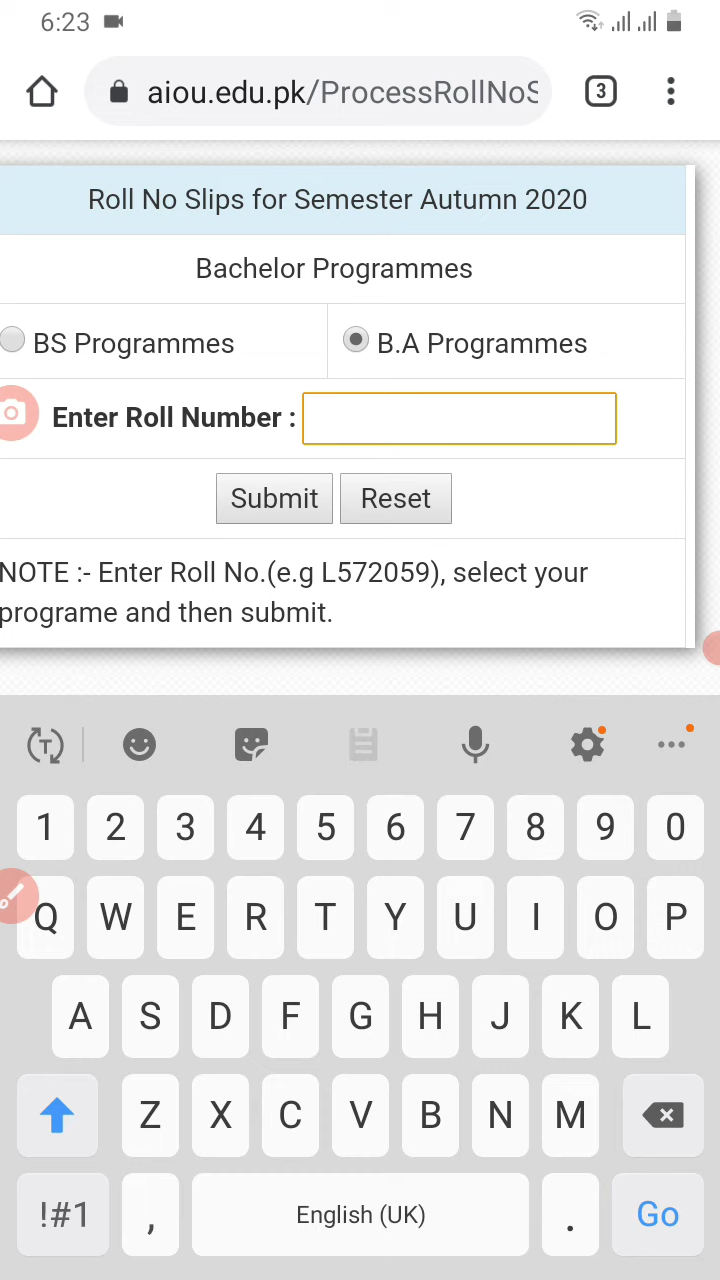 6:23
aiou.edu.pk/ProcessRollNoS
3
Roll No Slips for Semester Autumn 2020
Bachelor Programmes
BS Programmes
B.A Programmes
Enter Roll Number :
Submit
Reset
NOTE :- Enter Roll No.(e.g L572059), select your
programe and then submit.
T
1 2 3 4 5 6 7 8 9 0
Q W E R T Y U I O P
A S D F G H J K L
Z X C V B N M
!#1 , English (UK) . Go